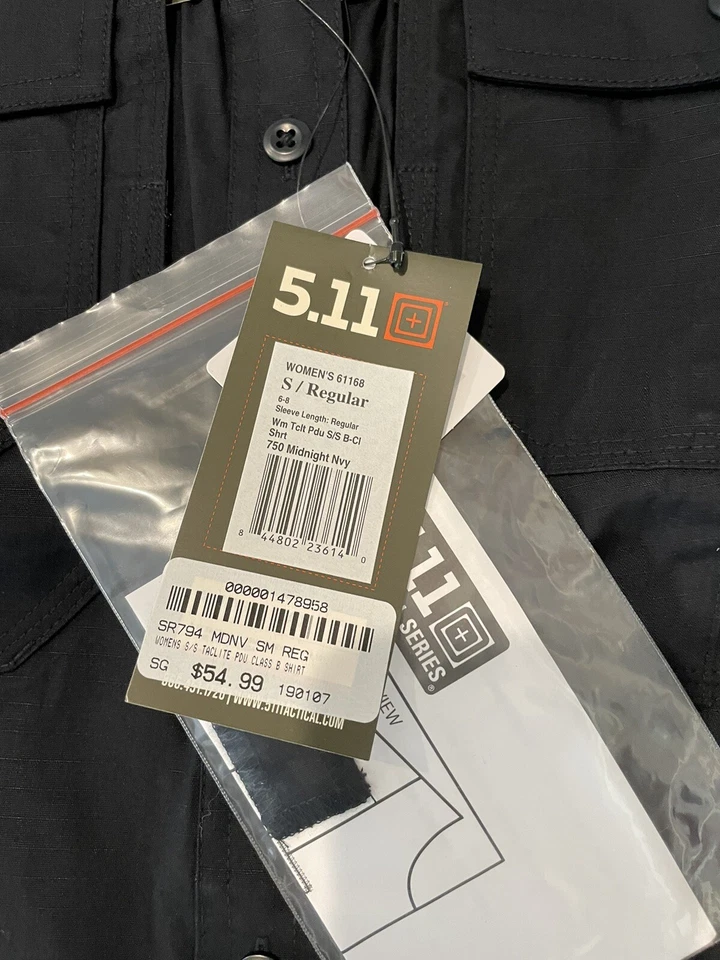 5.11
WOMEN'S 61168
S / Regular
6-8
Sleeve Length: Regular
Wm Tclt Pdu S/S B-Cl
Shrt
750 Midnight Nvy
8 44802 23614 0
000001478958
SR794 MDNV SM REG
WOMENS S/S TACLITE PDU CLASS B SHIRT
SG $54.99 190107
WWW.511TACTICAL.COM
.11
SERIES®